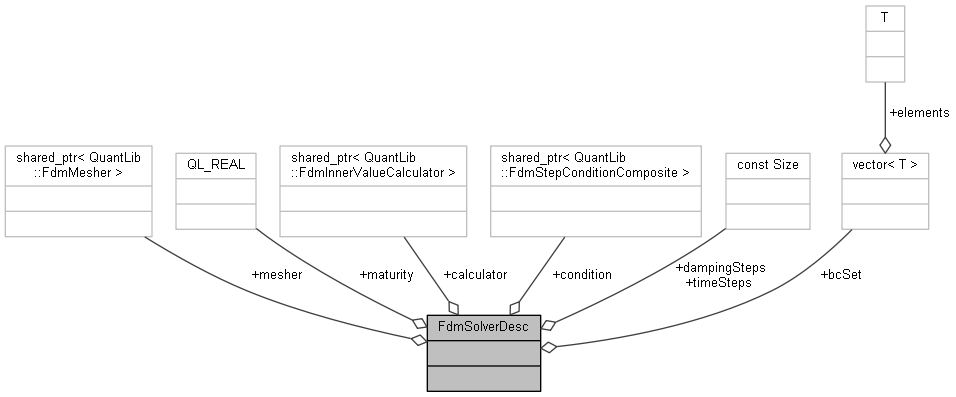 T
+elements
shared_ptr< QuantLib
::FdmMesher >
QL_REAL
shared_ptr< QuantLib
::FdmInnerValueCalculator >
shared_ptr< QuantLib
::FdmStepConditionComposite >
const Size
vector< T >
+mesher
+maturity
+calculator
+condition
+dampingSteps
+timeSteps
+bcSet
FdmSolverDesc